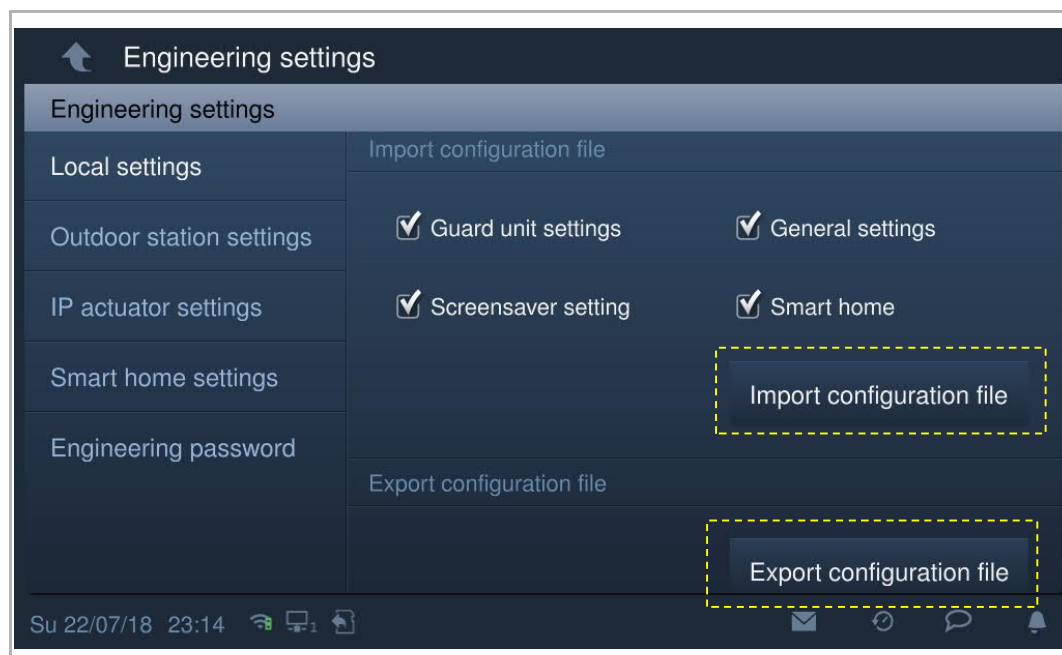 Engineering settings
Engineering settings
Local settings
Outdoor station settings
IP actuator settings
Smart home settings
Engineering password
Import configuration file
Guard unit settings
General settings
Screensaver setting
Smart home
Import configuration file
Export configuration file
Export configuration file
Su 22/07/18 23:14
1